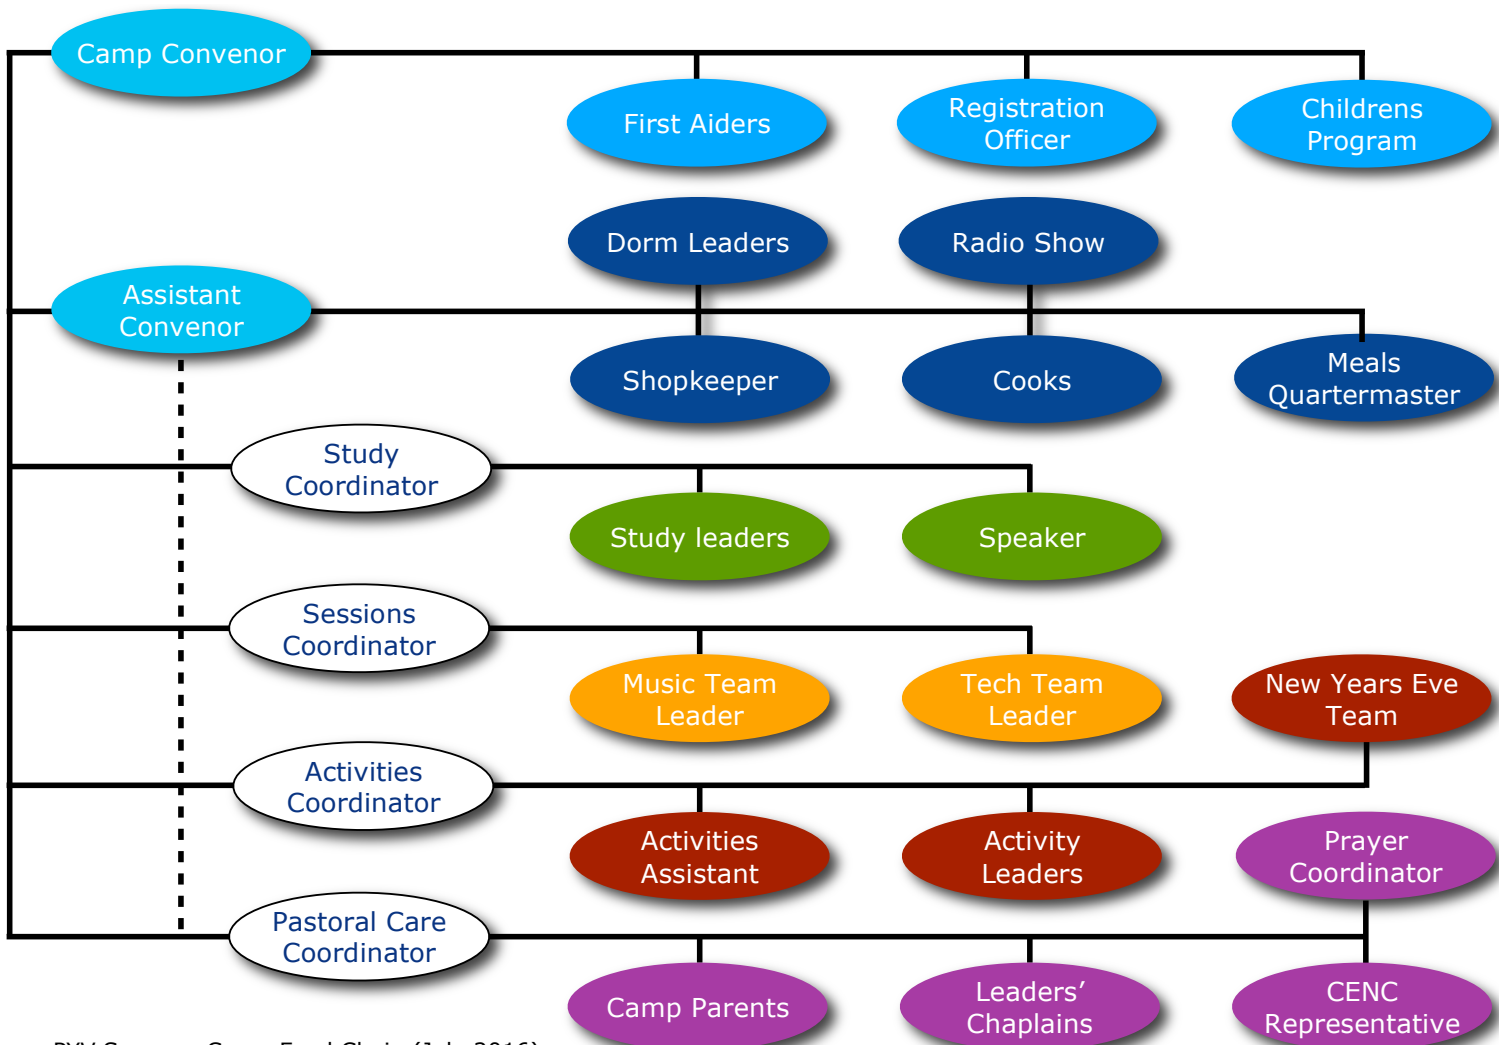 Camp Convenor
First Aiders
Registration
Officer
Childrens
Program
Dorm Leaders
Radio Show
Assistant
Convenor
Shopkeeper
Cooks
Meals
Quartermaster
Study
Coordinator
Study leaders
Speaker
Sessions
Coordinator
Music Team
Leader
Tech Team
Leader
New Years Eve
Team
Activities
Coordinator
Activities
Assistant
Activity
Leaders
Prayer
Coordinator
Pastoral Care
Coordinator
Camp Parents
Leaders’
Chaplains
CENC
Representative